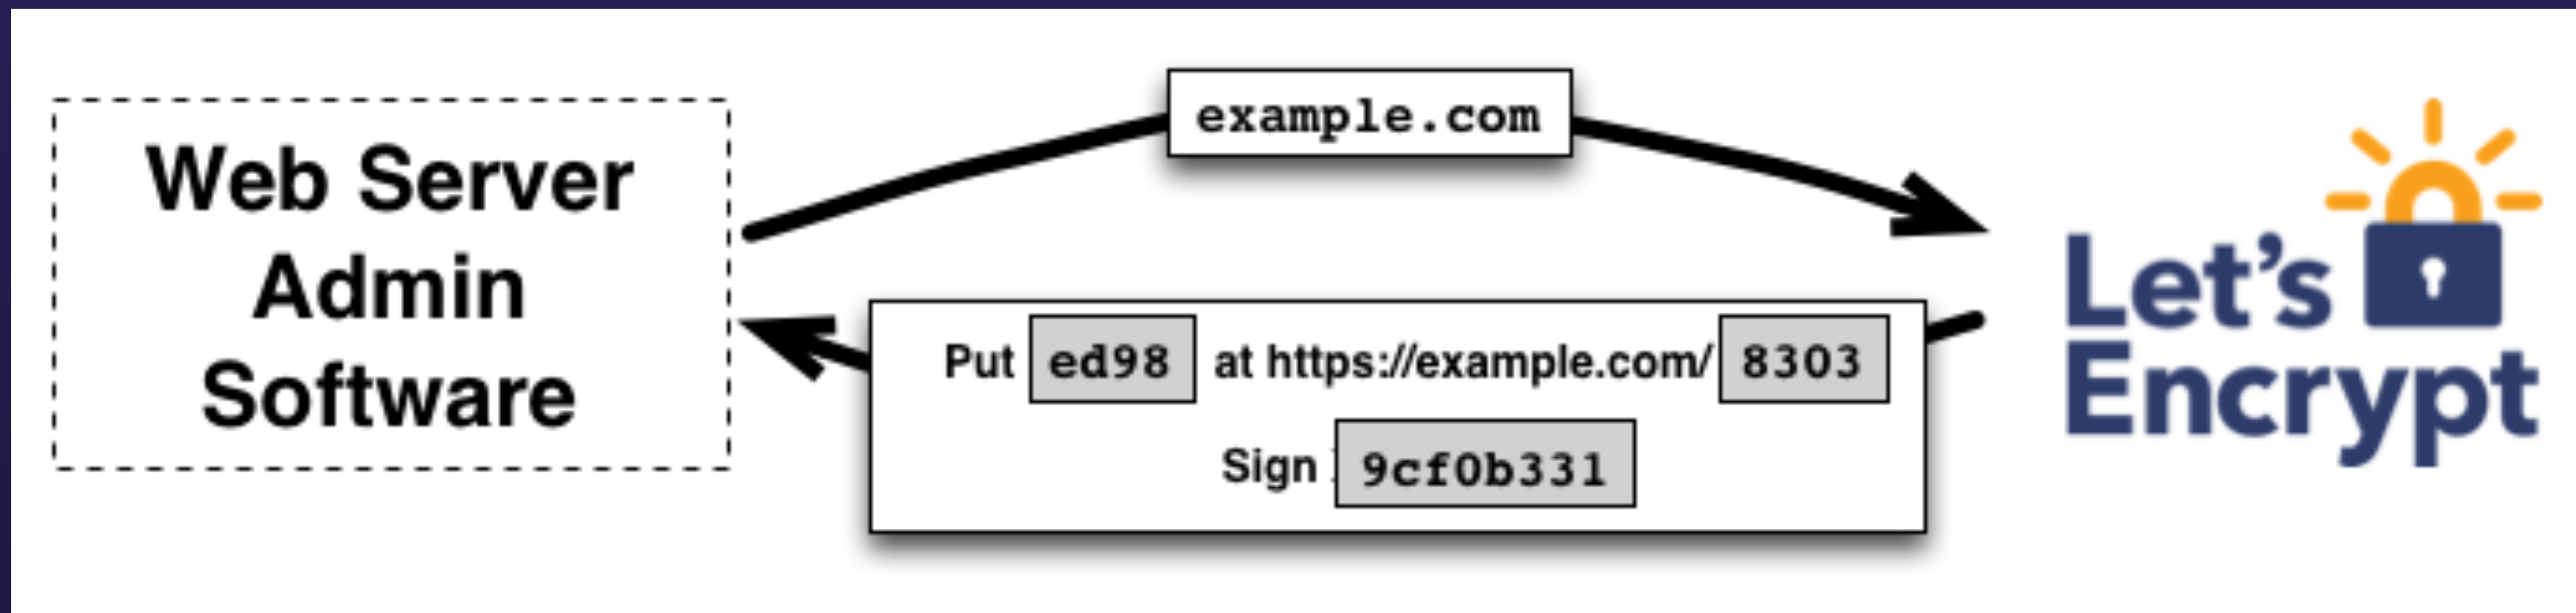 Web Server
Admin
Software
example.com
Put ed98 at https://example.com/ 8303
Sign 9cf0b331
Let's
Encrypt